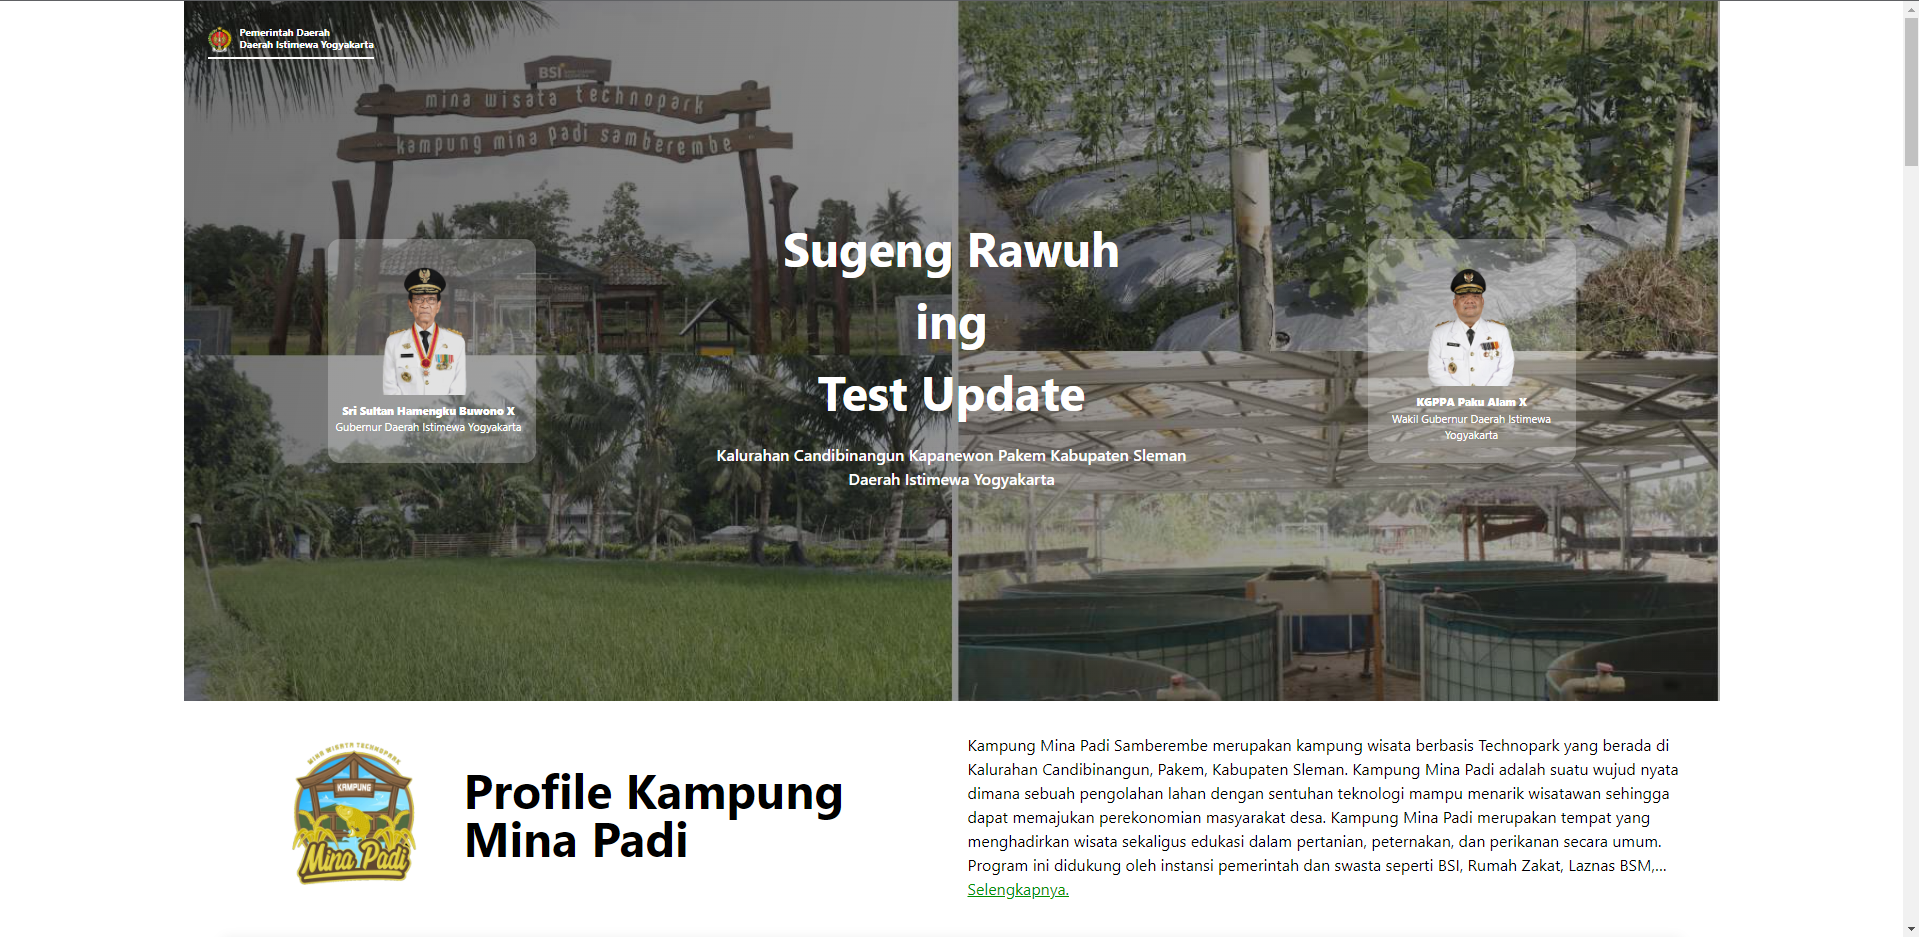 Pemerintah Daerah
Daerah Istimewa Yogyakarta
BSI
mina wisata technopark
kampung mina padi samberembe
Sugeng Rawuh
ing
Test Update
Kalurahan Candibinangun Kapanewon Pakem Kabupaten Sleman
Daerah Istimewa Yogyakarta
Sri Sultan Hamengku Buwono X
Gubernur Daerah Istimewa Yogyakarta
KGPPA Paku Alam X
Wakil Gubernur Daerah Istimewa
Yogyakarta
MINA WISATA TECHNOPARK
KAMPUNG
Mina Padi
Profile Kampung
Mina Padi
Kampung Mina Padi Samberembe merupakan kampung wisata berbasis Technopark yang berada di
Kalurahan Candibinangun, Pakem, Kabupaten Sleman. Kampung Mina Padi adalah suatu wujud nyata
dimana sebuah pengolahan lahan dengan sentuhan teknologi mampu menarik wisatawan sehingga
dapat memajukan perekonomian masyarakat desa. Kampung Mina Padi merupakan tempat yang
menghadirkan wisata sekaligus edukasi dalam pertanian, peternakan, dan perikanan secara umum.
Program ini didukung oleh instansi pemerintah dan swasta seperti BSI, Rumah Zakat, Laznas BSM,...
Selengkapnya.